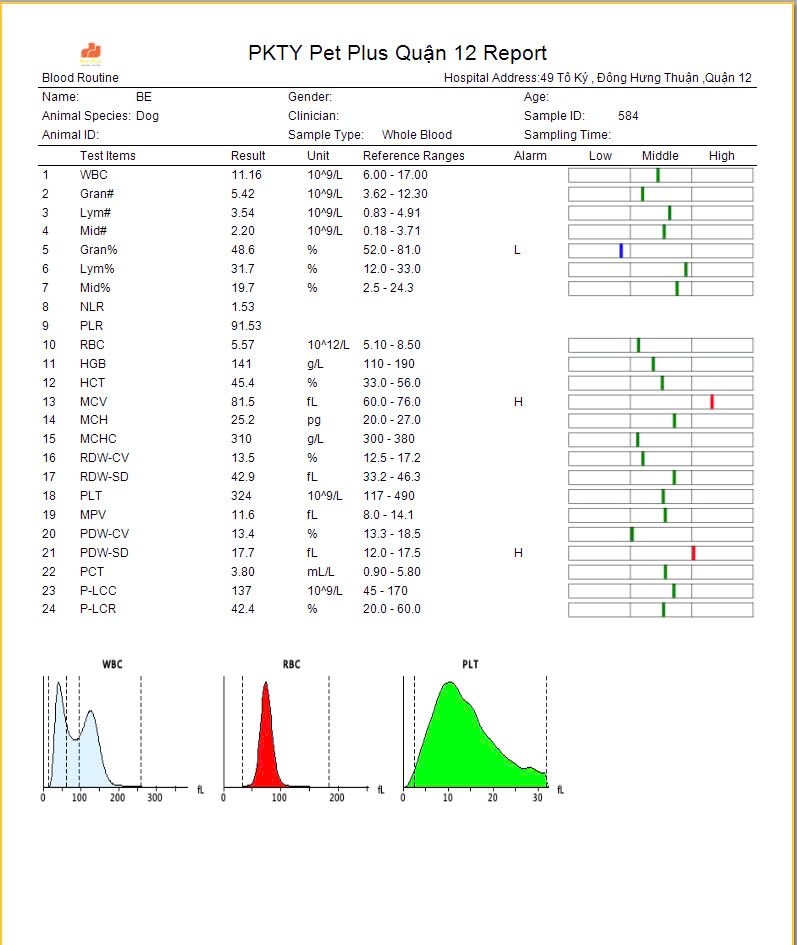 PKTY Pet Plus Quận 12 Report
Blood Routine Hospital Address:49 Tô Ký , Đông Hưng Thuận ,Quận 12
Name: BE Gender: Age:
Animal Species: Dog Clinician: Sample ID: 584
Animal ID: Sample Type: Whole Blood Sampling Time:
Test Items Result Unit Reference Ranges Alarm Low Middle High
1 WBC 11.16 10^9/L 6.00 - 17.00
2 Gran# 5.42 10^9/L 3.62 - 12.30
3 Lym# 3.54 10^9/L 0.83 - 4.91
4 Mid# 2.20 10^9/L 0.18 - 3.71
5 Gran% 48.6 % 52.0 - 81.0 L
6 Lym% 31.7 % 12.0 - 33.0
7 Mid% 19.7 % 2.5 - 24.3
8 NLR 1.53
9 PLR 91.53
10 RBC 5.57 10^12/L 5.10 - 8.50
11 HGB 141 g/L 110 - 190
12 HCT 45.4 % 33.0 - 56.0
13 MCV 81.5 fL 60.0 - 76.0 H
14 MCH 25.2 pg 20.0 - 27.0
15 MCHC 310 g/L 300 - 380
16 RDW-CV 13.5 % 12.5 - 17.2
17 RDW-SD 42.9 fL 33.2 - 46.3
18 PLT 324 10^9/L 117 - 490
19 MPV 11.6 fL 8.0 - 14.1
20 PDW-CV 13.4 % 13.3 - 18.5
21 PDW-SD 17.7 fL 12.0 - 17.5 H
22 PCT 3.80 mL/L 0.90 - 5.80
23 P-LCC 137 10^9/L 45 - 170
24 P-LCR 42.4 % 20.0 - 60.0
WBC RBC PLT
0 100 200 300 fL 0 100 200 fL 0 10 20 30 fL